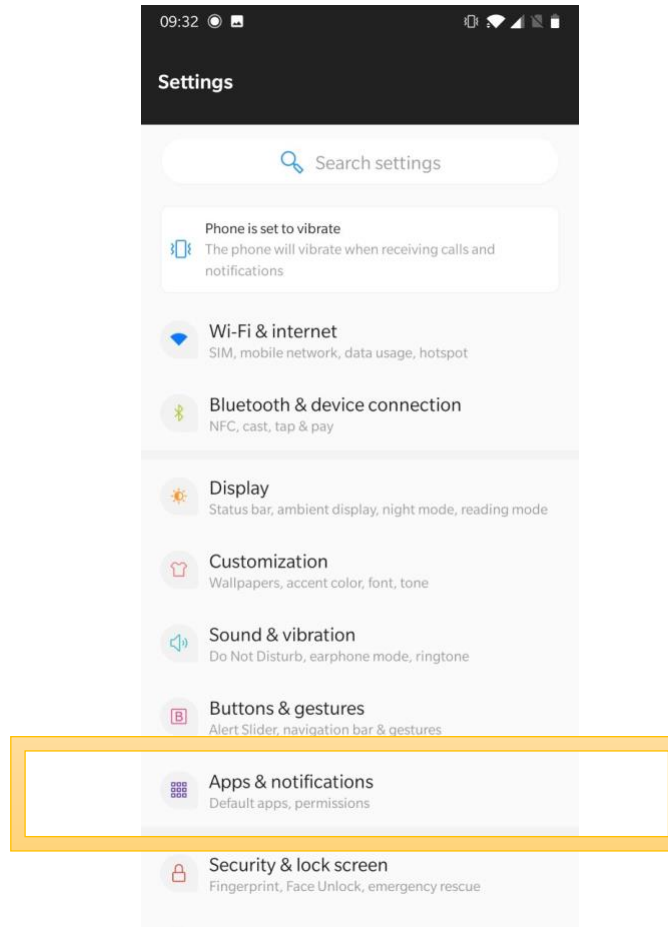 09:32
Settings
Search settings
Phone is set to vibrate
The phone will vibrate when receiving calls and
notifications
Wi-Fi & internet
SIM, mobile network, data usage, hotspot
Bluetooth & device connection
NFC, cast, tap & pay
Display
Status bar, ambient display, night mode, reading mode
Customization
Wallpapers, accent color, font, tone
Sound & vibration
Do Not Disturb, earphone mode, ringtone
B
Buttons & gestures
Alert Slider, navigation bar & gestures
Apps & notifications
Default apps, permissions
Security & lock screen
Fingerprint, Face Unlock, emergency rescue